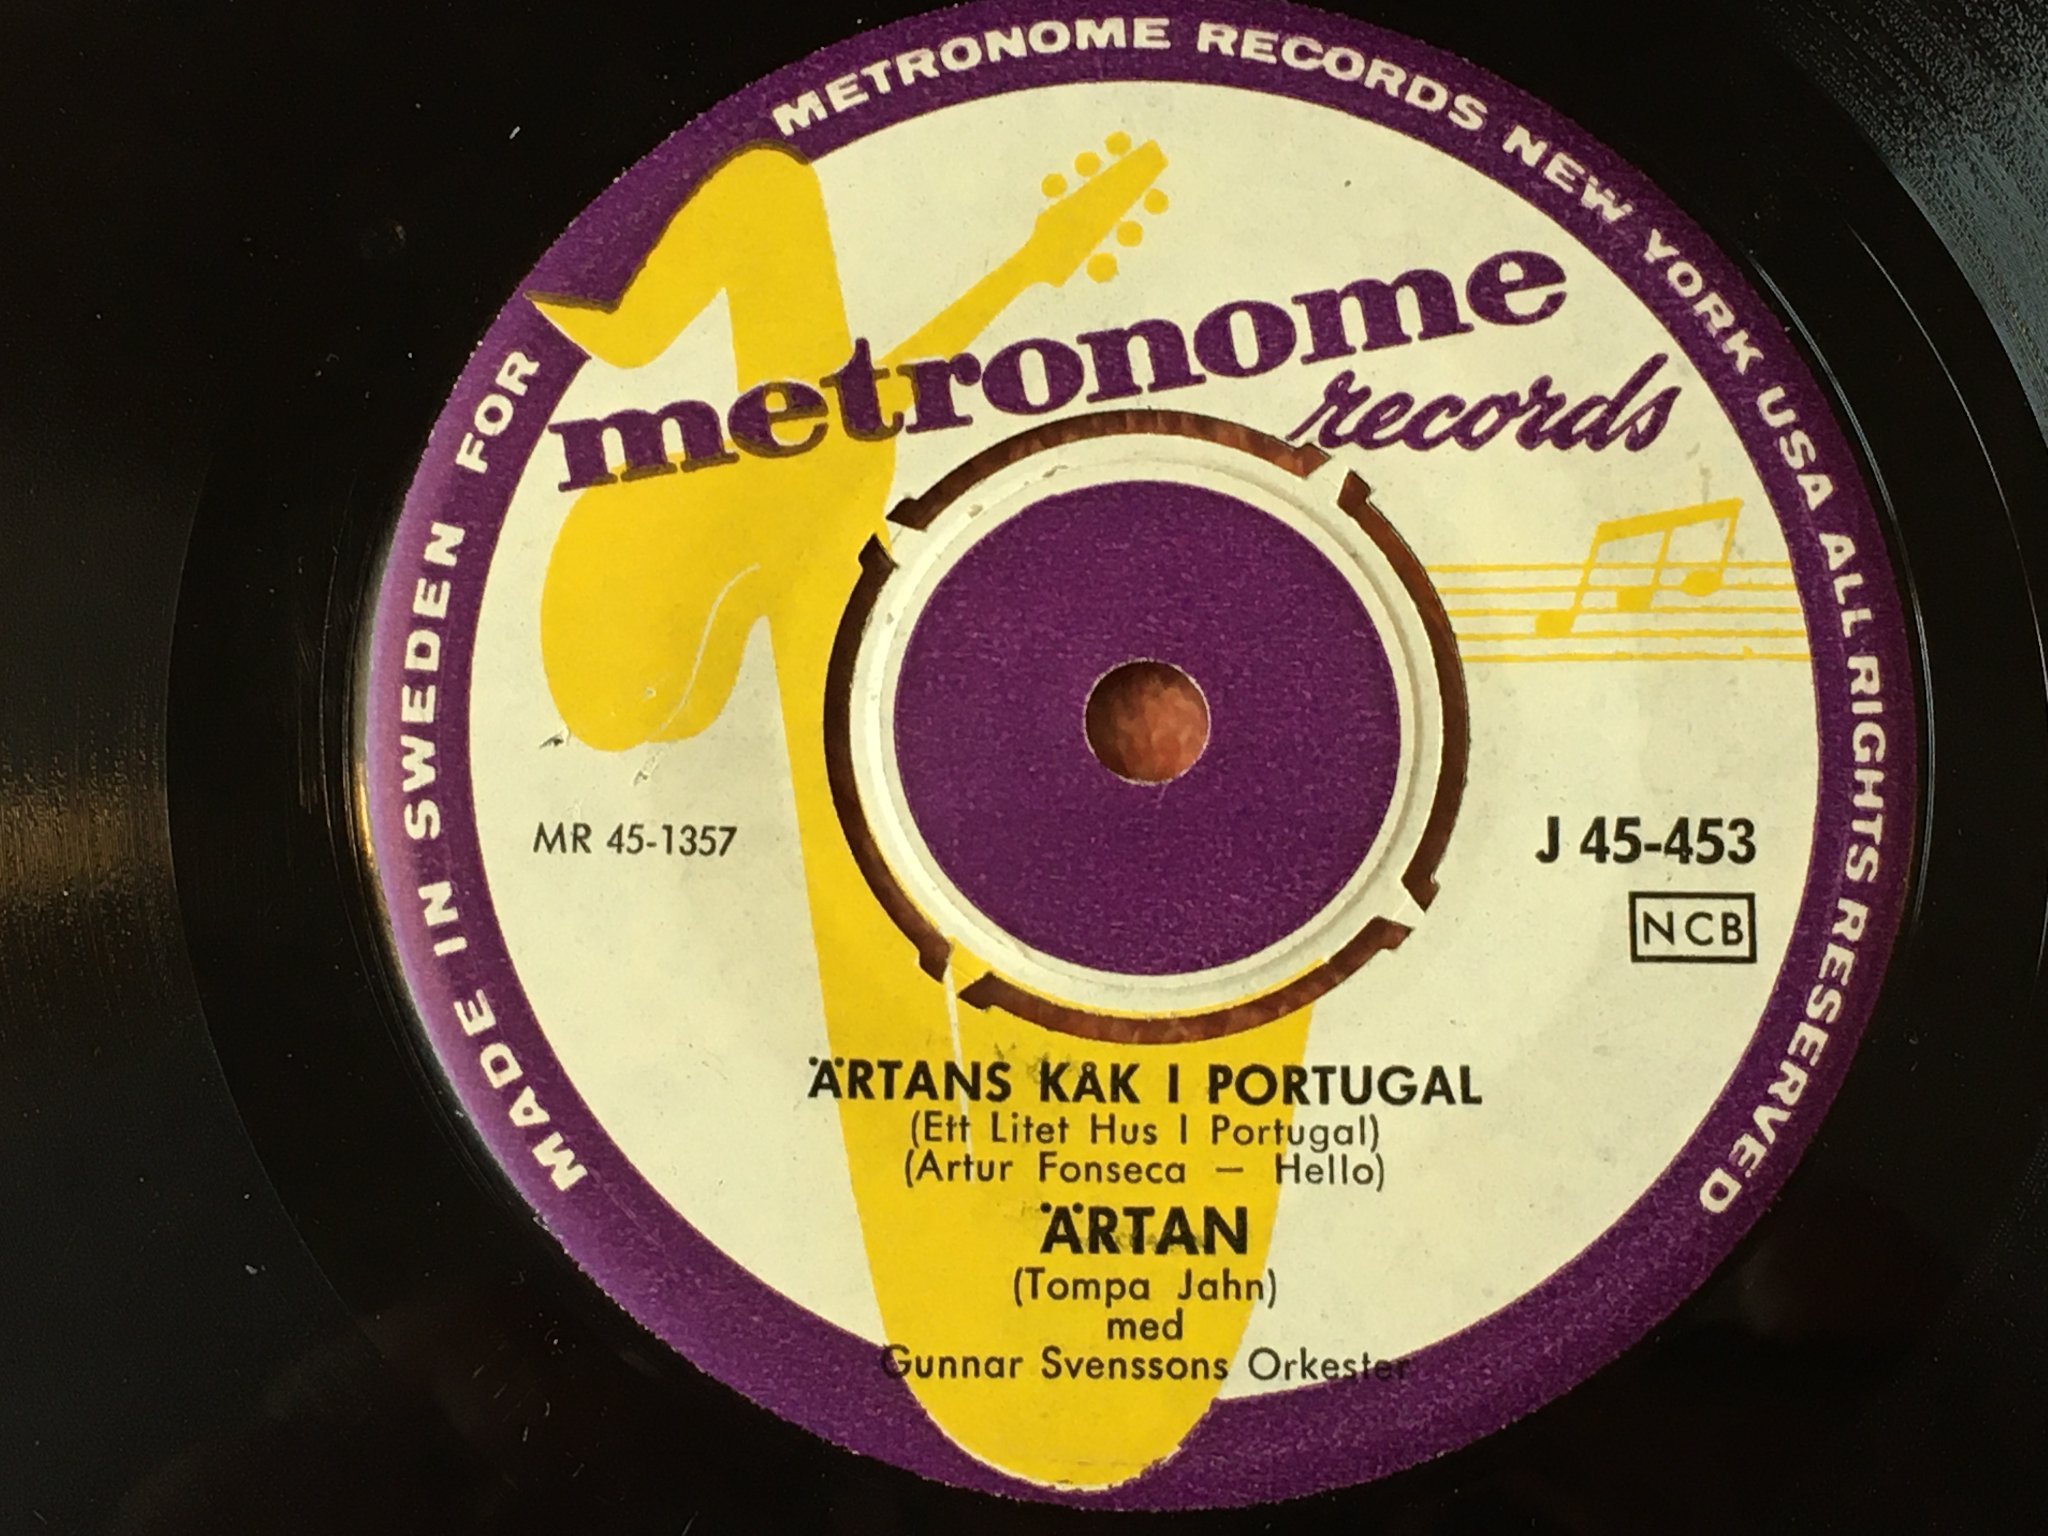 MADE IN SWEDEN FOR METRONOME RECORDS NEW YORK USA ALL RIGHTS RESERVED
metronome
records
MR 45-1357
J 45-453
NCB
ÄRTANS KÅK I PORTUGAL
(Ett Litet Hus I Portugal)
(Artur Fonseca — Hello)
ÄRTAN
(Tompa Jahn)
med
Gunnar Svenssons Orkester